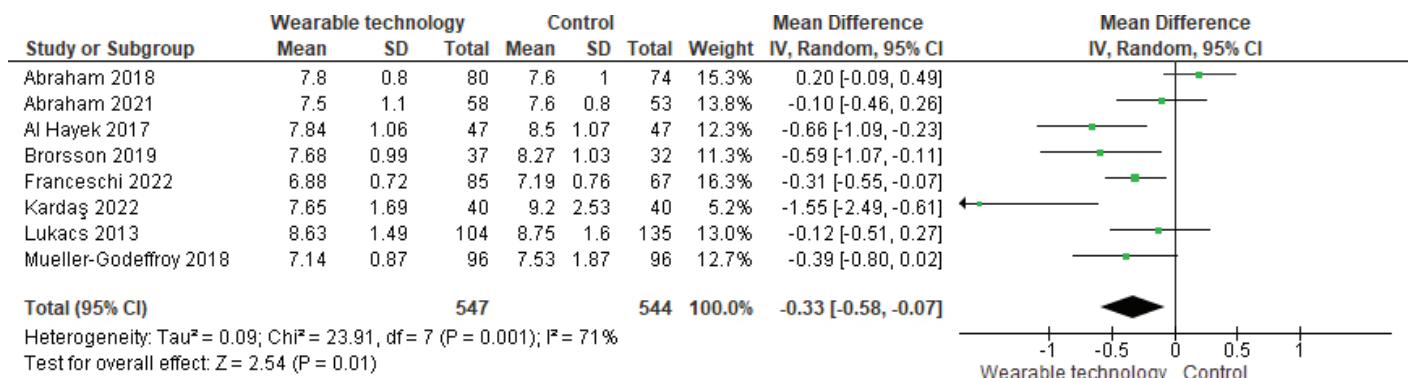 Wearable technology Control Mean Difference Mean Difference
Study or Subgroup Mean SD Total Mean SD Total Weight IV, Random, 95% CI IV, Random, 95% CI
Abraham 2018 7.8 0.8 80 7.6 1 74 15.3% 0.20 [-0.09, 0.49]
Abraham 2021 7.5 1.1 58 7.6 0.8 53 13.8% -0.10 [-0.46, 0.26]
Al Hayek 2017 7.84 1.06 47 8.5 1.07 47 12.3% -0.66 [-1.09, -0.23]
Brorsson 2019 7.68 0.99 37 8.27 1.03 32 11.3% -0.59 [-1.07, -0.11]
Franceschi 2022 6.88 0.72 85 7.19 0.76 67 16.3% -0.31 [-0.55, -0.07]
Kardaş 2022 7.65 1.69 40 9.2 2.53 40 5.2% -1.55 [-2.49, -0.61]
Lukacs 2013 8.63 1.49 104 8.75 1.6 135 13.0% -0.12 [-0.51, 0.27]
Mueller-Godeffroy 2018 7.14 0.87 96 7.53 1.87 96 12.7% -0.39 [-0.80, 0.02]
Total (95% CI) 547 544 100.0% -0.33 [-0.58, -0.07]
Heterogeneity: Tau² = 0.09; Chi² = 23.91, df = 7 (P = 0.001); I² = 71%
Test for overall effect: Z = 2.54 (P = 0.01)
-1 -0.5 0 0.5 1
Wearable technology Control